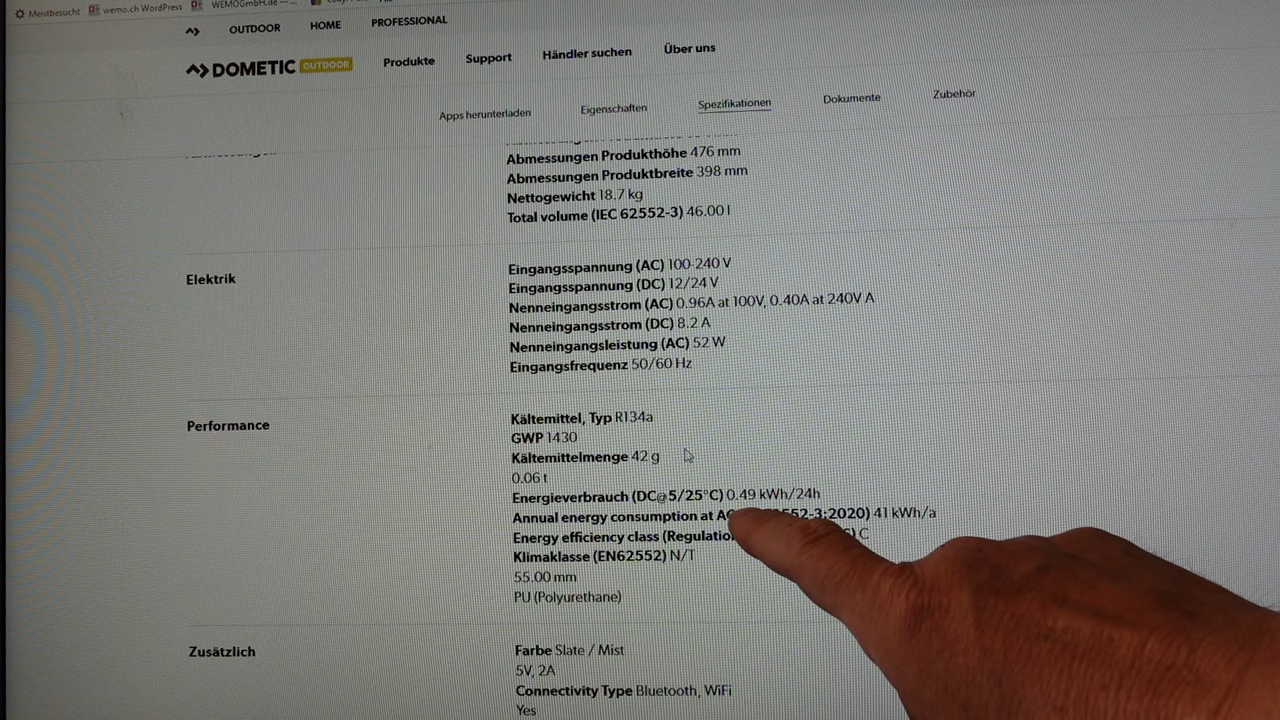 Meistbesucht wemo.ch WordPress WEMOGmbH.de — ...
OUTDOOR HOME PROFESSIONAL
DOMETIC OUTDOOR Produkte Support Händler suchen Über uns
Apps herunterladen Eigenschaften Spezifikationen Dokumente Zubehör
Abmessungen Produkthöhe 476 mm
Abmessungen Produktbreite 398 mm
Nettogewicht 18.7 kg
Total volume (IEC 62552-3) 46.00 l
Elektrik
Eingangsspannung (AC) 100-240 V
Eingangsspannung (DC) 12/24 V
Nenneingangsstrom (AC) 0.96A at 100V, 0.40A at 240V A
Nenneingangsstrom (DC) 8.2 A
Nenneingangsleistung (AC) 52 W
Eingangsfrequenz 50/60 Hz
Performance
Kältemittel, Typ R134a
GWP 1430
Kältemittelmenge 42 g
0.06 t
Energieverbrauch (DC@5/25°C) 0.49 kWh/24h
Annual energy consumption at 52-3:2020) 41 kWh/a
Energy efficiency class ) C
Klimaklasse (EN62552) N/T
55.00 mm
PU (Polyurethane)
Zusätzlich
Farbe Slate / Mist
5V, 2A
Connectivity Type Bluetooth, WiFi
Yes